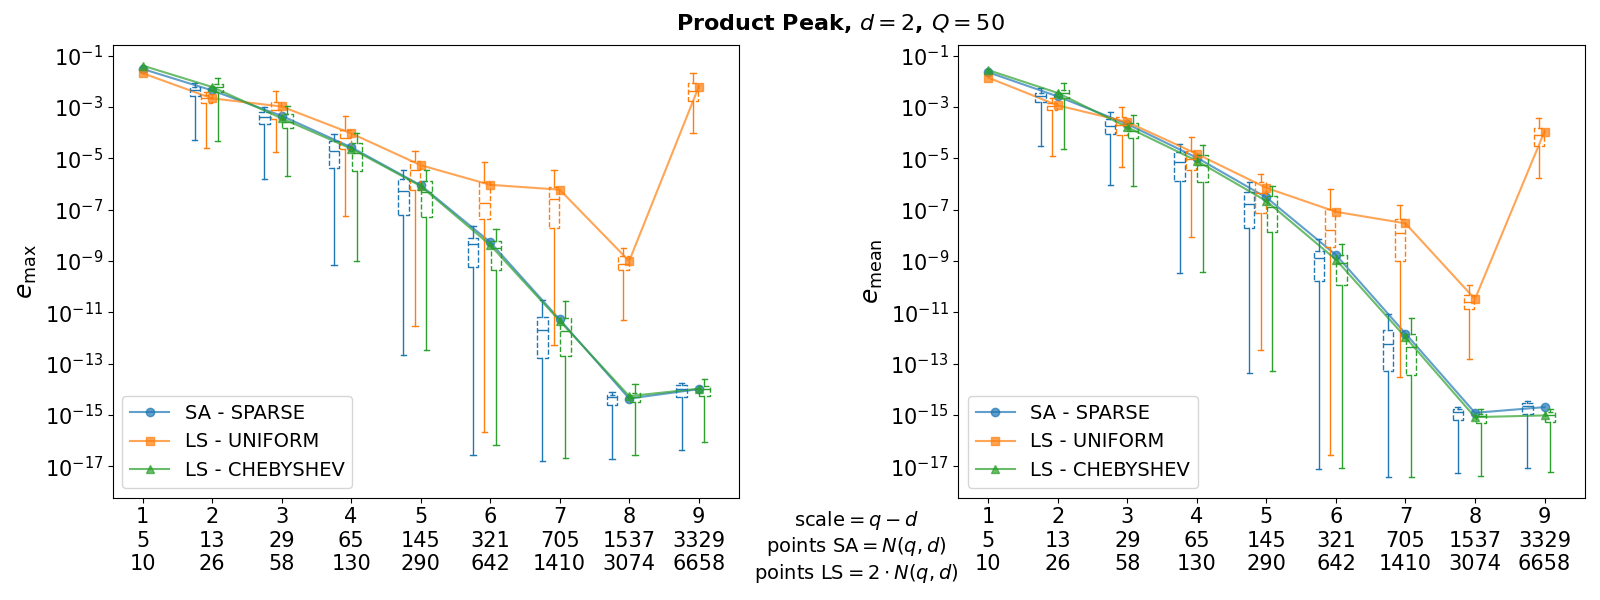 Product Peak, d = 2, Q = 50
10⁻¹
10⁻³
10⁻⁵
10⁻⁷
10⁻⁹
10⁻¹¹
10⁻¹³
10⁻¹⁵
10⁻¹⁷
e_max
SA - SPARSE
LS - UNIFORM
LS - CHEBYSHEV
1 2 3 4 5 6 7 8 9
5 13 29 65 145 321 705 1537 3329
10 26 58 130 290 642 1410 3074 6658
scale = q − d
points SA = N(q, d)
points LS = 2 · N(q, d)
10⁻¹
10⁻³
10⁻⁵
10⁻⁷
10⁻⁹
10⁻¹¹
10⁻¹³
10⁻¹⁵
10⁻¹⁷
e_mean
SA - SPARSE
LS - UNIFORM
LS - CHEBYSHEV
1 2 3 4 5 6 7 8 9
5 13 29 65 145 321 705 1537 3329
10 26 58 130 290 642 1410 3074 6658